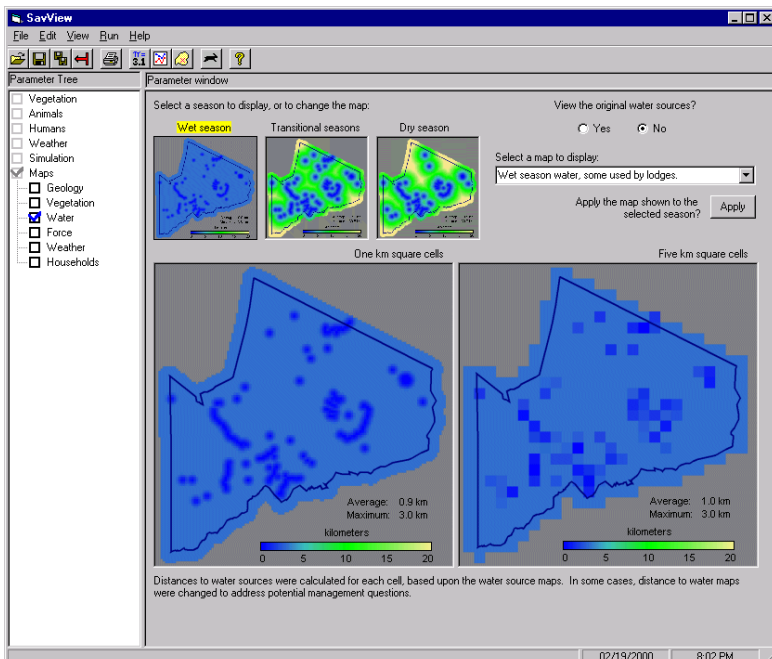 SavView
File Edit View Run Help
Parameter Tree
Parameter window
Vegetation
Animals
Humans
Weather
Simulation
Maps
Geology
Vegetation
Water
Force
Weather
Households
Select a season to display, or to change the map:
Wet season
Transitional seasons
Dry season
View the original water sources?
Yes No
Select a map to display:
Wet season water, some used by lodges.
Apply the map shown to the
selected season?
Apply
One km square cells
Average: 0.9 km
Maximum: 3.0 km
kilometers
0 5 10 15 20
Five km square cells
Average: 1.0 km
Maximum: 3.0 km
kilometers
0 5 10 15 20
Distances to water sources were calculated for each cell, based upon the water source maps. In some cases, distance to water maps
were changed to address potential management questions.
02/19/2000 8:02 PM